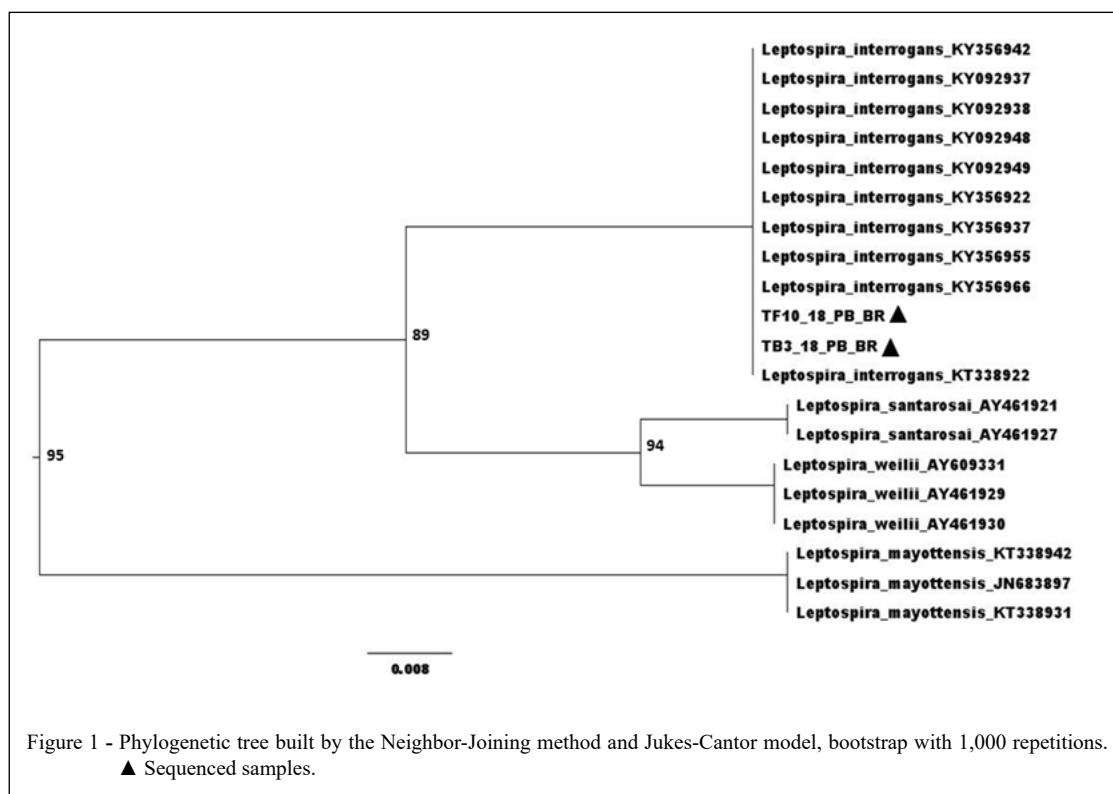 Leptospira_interrogans_KY356942
Leptospira_interrogans_KY092937
Leptospira_interrogans_KY092938
Leptospira_interrogans_KY092948
Leptospira_interrogans_KY092949
Leptospira_interrogans_KY356922
Leptospira_interrogans_KY356937
Leptospira_interrogans_KY356955
Leptospira_interrogans_KY356966
TF10_18_PB_BR ▲
89
TB3_18_PB_BR ▲
Leptospira_interrogans_KT338922
Leptospira_santarosai_AY461921
Leptospira_santarosai_AY461927
94
95
Leptospira_weilii_AY609331
Leptospira_weilii_AY461929
Leptospira_weilii_AY461930
Leptospira_mayottensis_KT338942
Leptospira_mayottensis_JN683897
Leptospira_mayottensis_KT338931
0.008
Figure 1 - Phylogenetic tree built by the Neighbor-Joining method and Jukes-Cantor model, bootstrap with 1,000 repetitions.
▲ Sequenced samples.